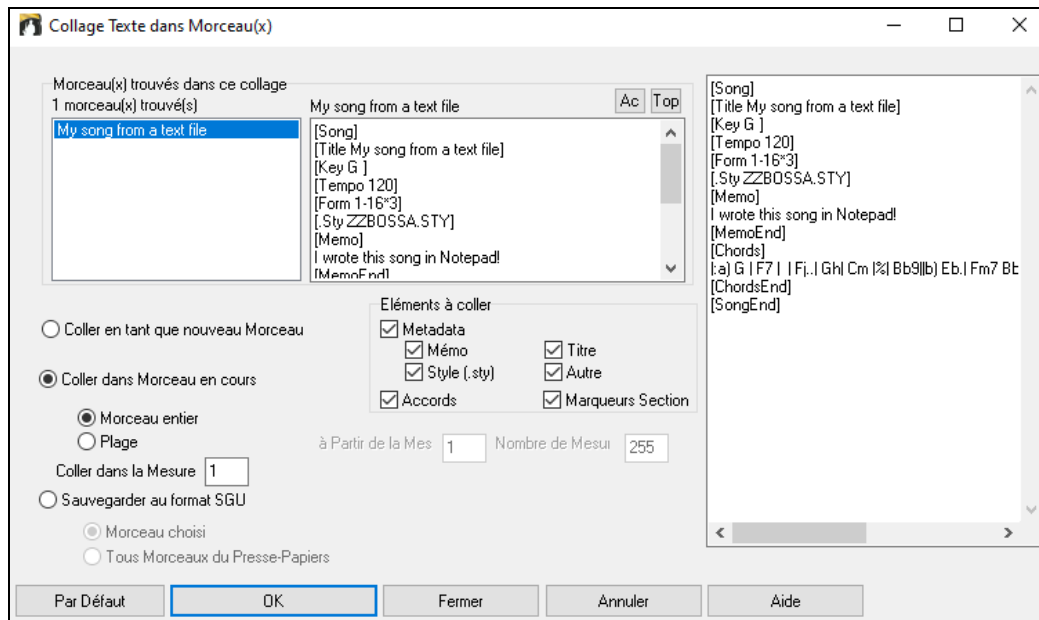 Collage Texte dans Morceau(x)
Morceau(x) trouvés dans ce collage
1 morceau(x) trouvé(s)
My song from a text file
My song from a text file
Ac
Top
[Song]
[Title My song from a text file]
[Key G ]
[Tempo 120]
[Form 1-16*3]
[.Sty ZZBOSSA.STY]
[Memo]
I wrote this song in Notepad!
[MemoEnd]
[Song]
[Title My song from a text file]
[Key G ]
[Tempo 120]
[Form 1-16*3]
[.Sty ZZBOSSA.STY]
[Memo]
I wrote this song in Notepad!
[MemoEnd]
[Chords]
|:a) G | F7 | | Fj..| Gh| Cm |%| Bb9||b) Eb.| Fm7 Bb
[ChordsEnd]
[SongEnd]
Coller en tant que nouveau Morceau
Coller dans Morceau en cours
Morceau entier
Plage
Coller dans la Mesure 1
Eléments à coller
Metadata
Mémo
Titre
Style (.sty)
Autre
Accords
Marqueurs Section
à Partir de la Mes 1 Nombre de Mesur 255
Sauvegarder au format SGU
Morceau choisi
Tous Morceaux du Presse-Papiers
Par Défaut
OK
Fermer
Annuler
Aide